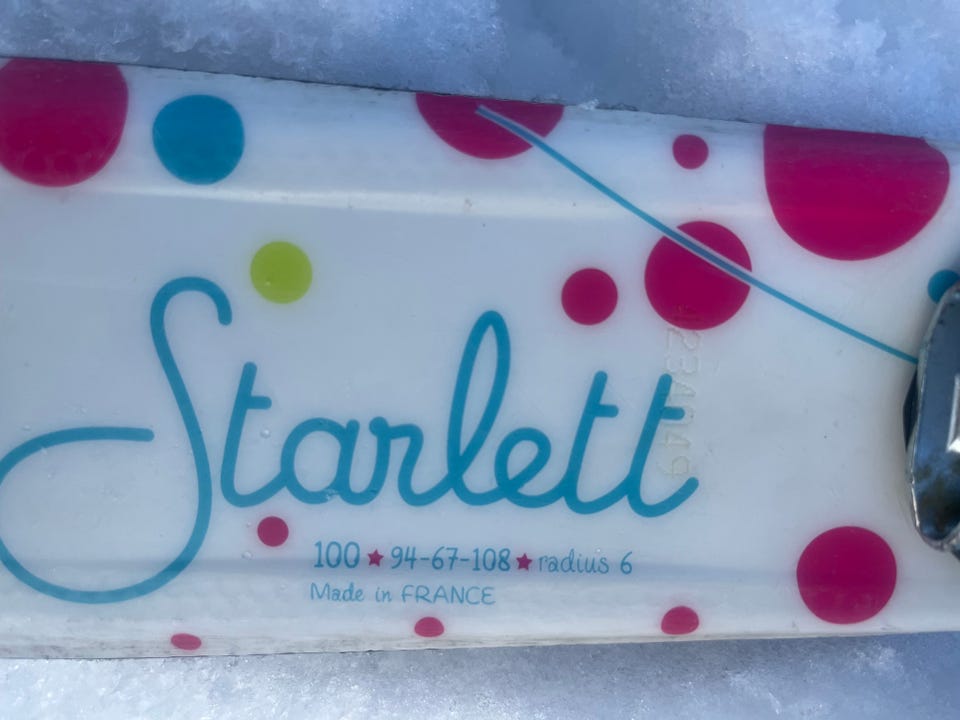 Starlett
100 ★ 94-67-108 ★ radius 6
Made in FRANCE